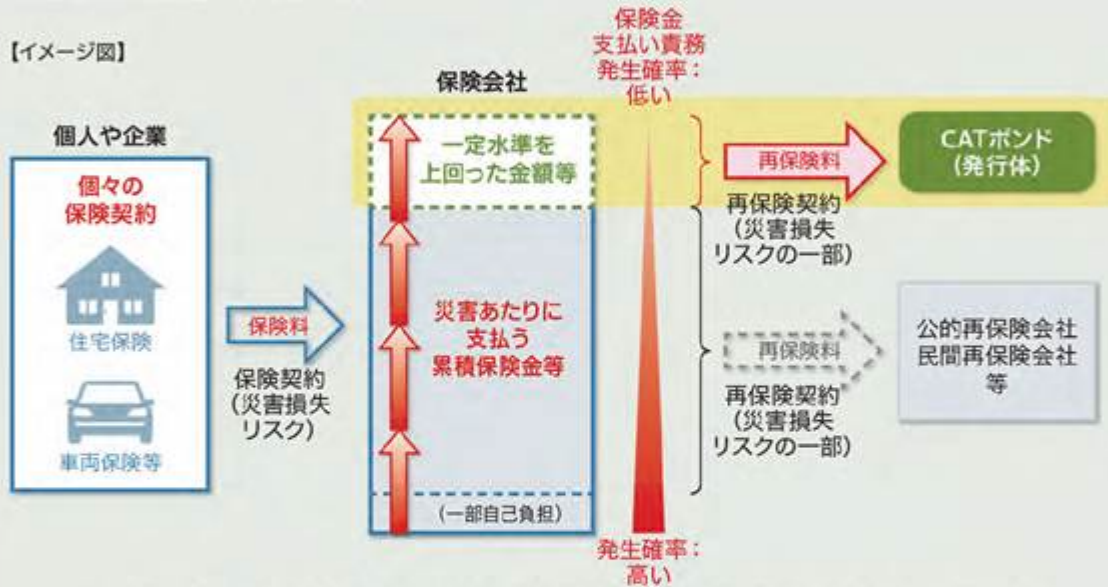 【イメージ図】
個人や企業
個々の
保険契約
住宅保険
車両保険等
保険料
保険契約
(災害損失
リスク)
保険会社
一定水準を
上回った金額等
災害あたりに
支払う
累積保険金等
(一部自己負担)
保険金
支払い責務
発生確率：
低い
発生確率：
高い
再保険料
再保険契約
(災害損失
リスクの一部)
CATボンド
(発行体)
再保険料
再保険契約
(災害損失
リスクの一部)
公的再保険会社
民間再保険会社
等